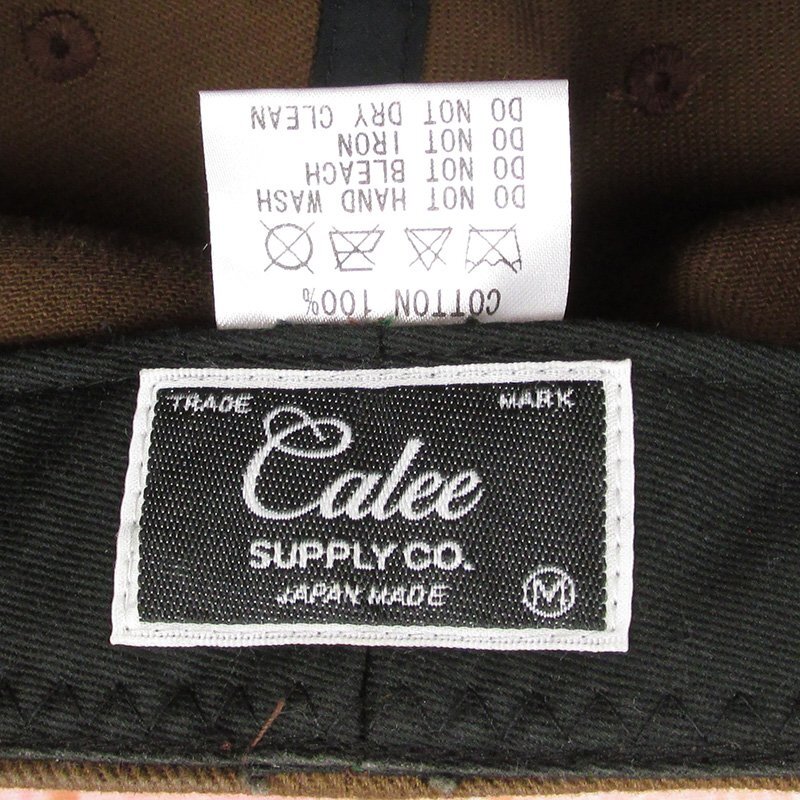 COTTON 100%
DO NOT HAND WASH
DO NOT BLEACH
DO NOT IRON
DO NOT DRY CLEAN
TRADE MARK
Calee
SUPPLY CO.
JAPAN MADE
M